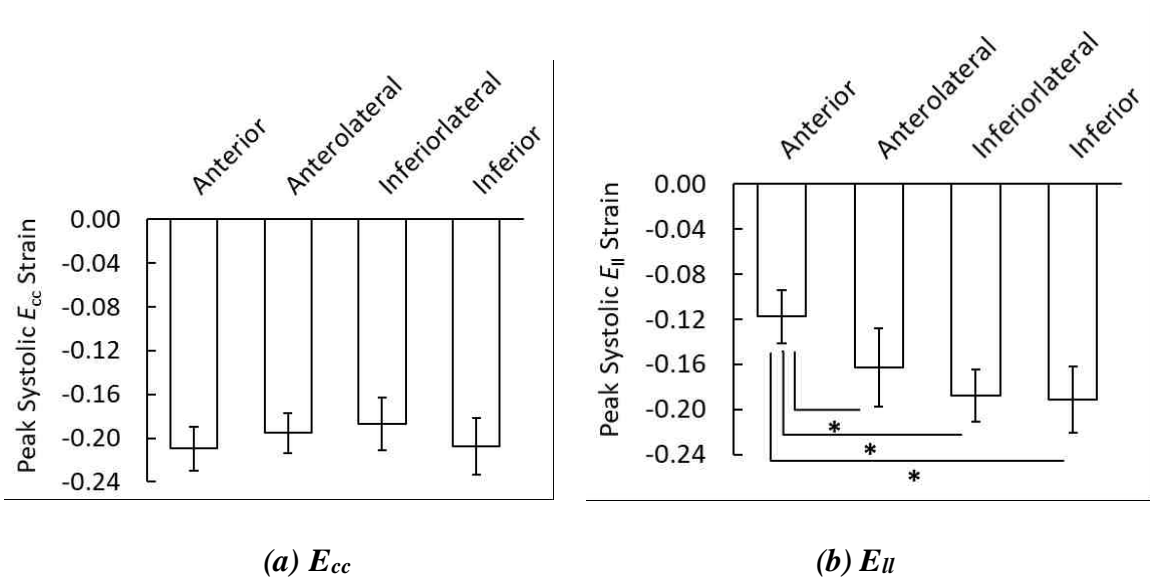 Anterior
Anterolateral
Inferiorlateral
Inferior
Peak Systolic Ecc Strain
0.00
-0.04
-0.08
-0.12
-0.16
-0.20
-0.24
(a) Ecc
Anterior
Anterolateral
Inferiorlateral
Inferior
Peak Systolic Ell Strain
0.00
-0.04
-0.08
-0.12
-0.16
-0.20
-0.24
*
*
*
(b) Ell